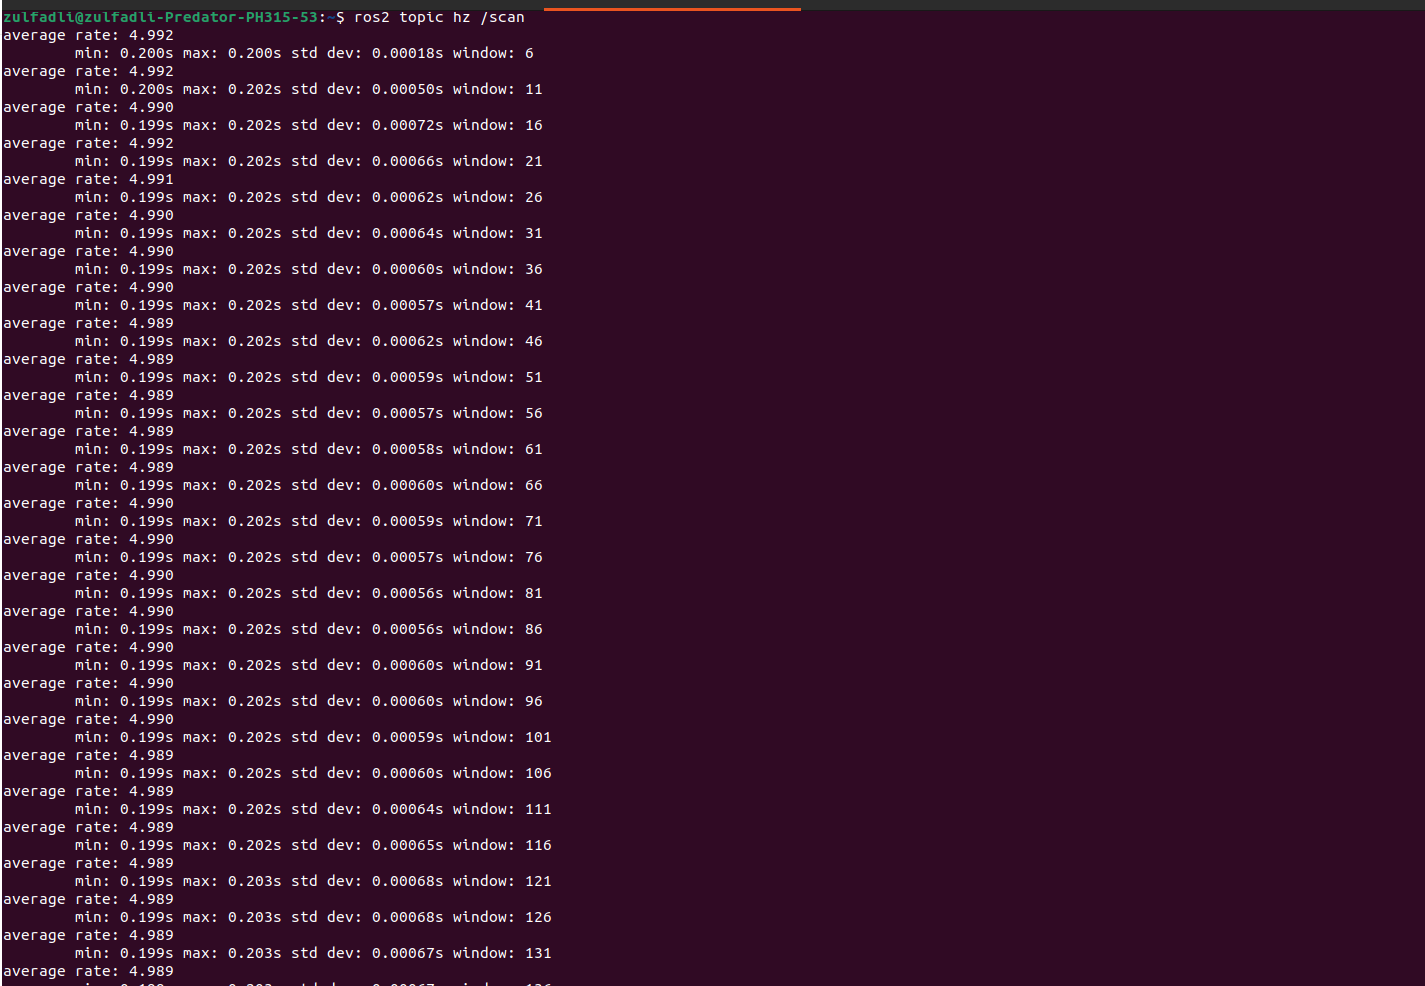 zulfadli@zulfadli-Predator-PH315-53:~$ ros2 topic hz /scan
average rate: 4.992
min: 0.200s max: 0.200s std dev: 0.00018s window: 6
average rate: 4.992
min: 0.200s max: 0.202s std dev: 0.00050s window: 11
average rate: 4.990
min: 0.199s max: 0.202s std dev: 0.00072s window: 16
average rate: 4.992
min: 0.199s max: 0.202s std dev: 0.00066s window: 21
average rate: 4.991
min: 0.199s max: 0.202s std dev: 0.00062s window: 26
average rate: 4.990
min: 0.199s max: 0.202s std dev: 0.00064s window: 31
average rate: 4.990
min: 0.199s max: 0.202s std dev: 0.00060s window: 36
average rate: 4.990
min: 0.199s max: 0.202s std dev: 0.00057s window: 41
average rate: 4.989
min: 0.199s max: 0.202s std dev: 0.00062s window: 46
average rate: 4.989
min: 0.199s max: 0.202s std dev: 0.00059s window: 51
average rate: 4.989
min: 0.199s max: 0.202s std dev: 0.00057s window: 56
average rate: 4.989
min: 0.199s max: 0.202s std dev: 0.00058s window: 61
average rate: 4.989
min: 0.199s max: 0.202s std dev: 0.00060s window: 66
average rate: 4.990
min: 0.199s max: 0.202s std dev: 0.00059s window: 71
average rate: 4.990
min: 0.199s max: 0.202s std dev: 0.00057s window: 76
average rate: 4.990
min: 0.199s max: 0.202s std dev: 0.00056s window: 81
average rate: 4.990
min: 0.199s max: 0.202s std dev: 0.00056s window: 86
average rate: 4.990
min: 0.199s max: 0.202s std dev: 0.00060s window: 91
average rate: 4.990
min: 0.199s max: 0.202s std dev: 0.00060s window: 96
average rate: 4.990
min: 0.199s max: 0.202s std dev: 0.00059s window: 101
average rate: 4.989
min: 0.199s max: 0.202s std dev: 0.00060s window: 106
average rate: 4.989
min: 0.199s max: 0.202s std dev: 0.00064s window: 111
average rate: 4.989
min: 0.199s max: 0.202s std dev: 0.00065s window: 116
average rate: 4.989
min: 0.199s max: 0.203s std dev: 0.00068s window: 121
average rate: 4.989
min: 0.199s max: 0.203s std dev: 0.00068s window: 126
average rate: 4.989
min: 0.199s max: 0.203s std dev: 0.00067s window: 131
average rate: 4.989